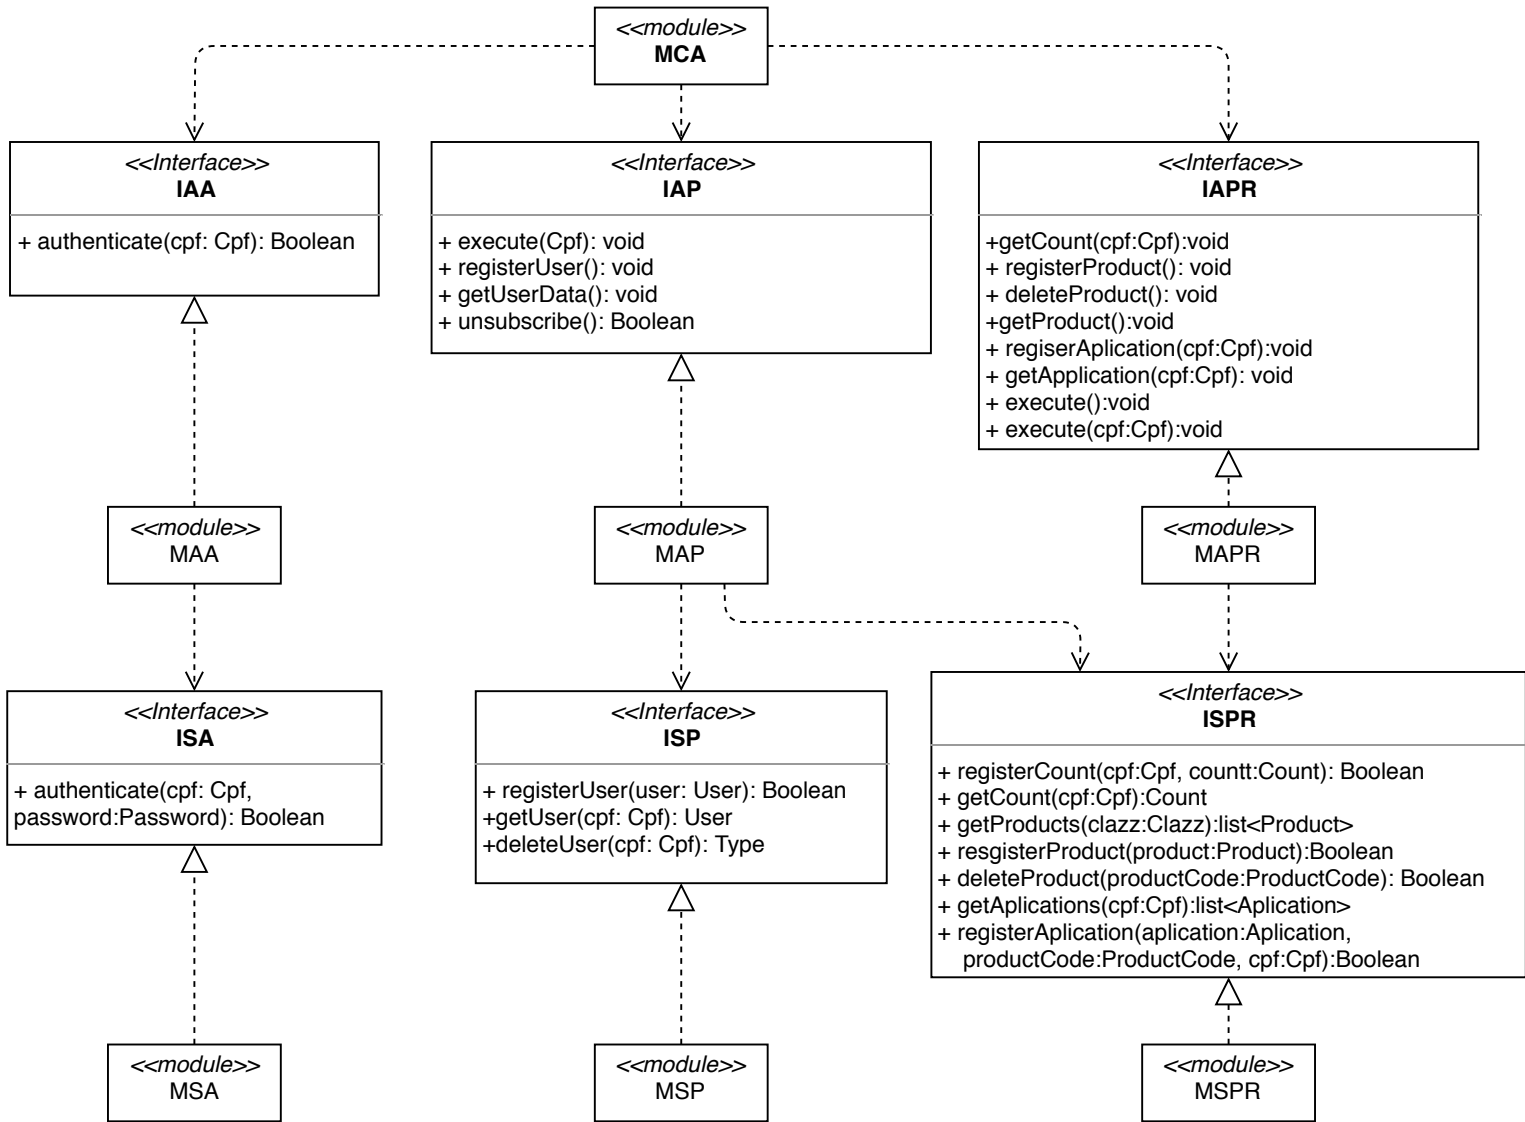 <<module>>
MCA
<<Interface>>
IAA
+ authenticate(cpf: Cpf): Boolean
<<Interface>>
IAP
+ execute(Cpf): void
+ registerUser(): void
+ getUserData(): void
+ unsubscribe(): Boolean
<<Interface>>
IAPR
+getCount(cpf:Cpf):void
+ registerProduct(): void
+ deleteProduct(): void
+getProduct():void
+ regiserAplication(cpf:Cpf):void
+ getApplication(cpf:Cpf): void
+ execute():void
+ execute(cpf:Cpf):void
<<module>>
MAA
<<module>>
MAP
<<module>>
MAPR
<<Interface>>
ISA
+ authenticate(cpf: Cpf,
password:Password): Boolean
<<Interface>>
ISP
+ registerUser(user: User): Boolean
+getUser(cpf: Cpf): User
+deleteUser(cpf: Cpf): Type
<<Interface>>
ISPR
+ registerCount(cpf:Cpf, countt:Count): Boolean
+ getCount(cpf:Cpf):Count
+ getProducts(clazz:Clazz):list<Product>
+ resgisterProduct(product:Product):Boolean
+ deleteProduct(productCode:ProductCode): Boolean
+ getAplications(cpf:Cpf):list<Aplication>
+ registerAplication(aplication:Aplication,
productCode:ProductCode, cpf:Cpf):Boolean
<<module>>
MSA
<<module>>
MSP
<<module>>
MSPR